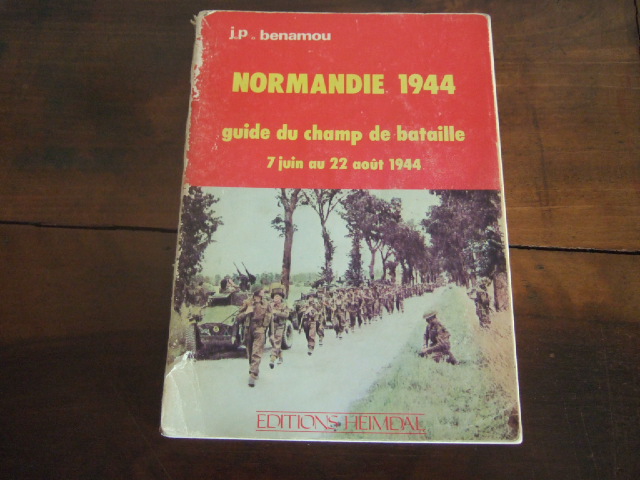 j.p. benamou
NORMANDIE 1944
guide du champ de bataille
7 juin au 22 août 1944
EDITIONS HEIMDAL